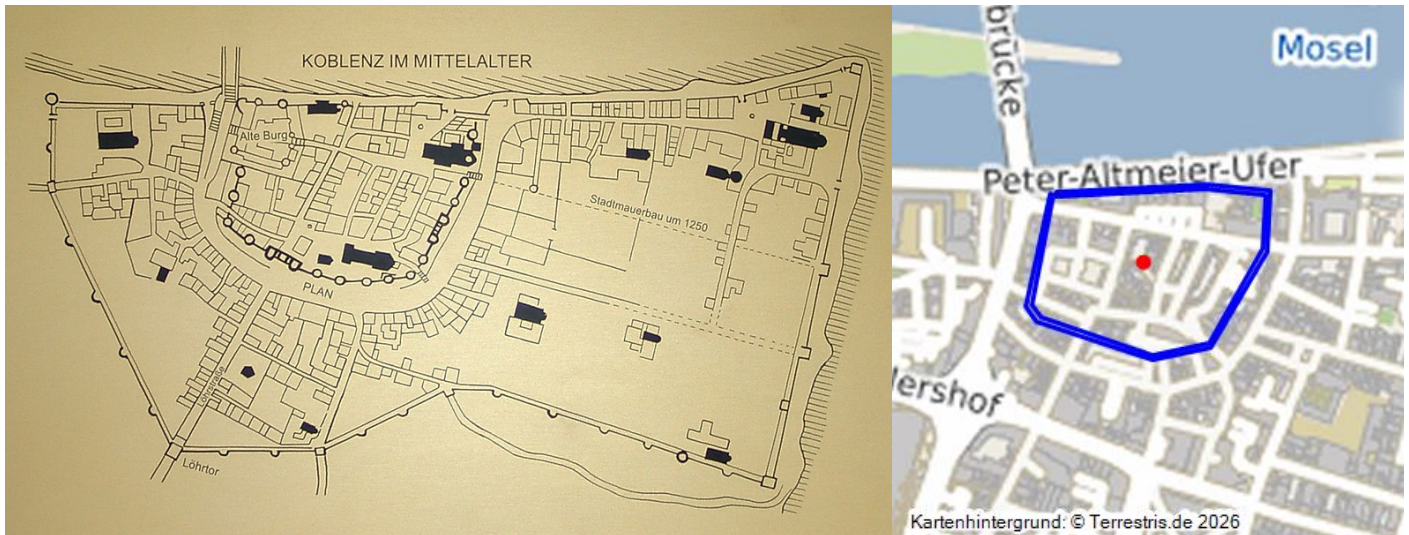 KOBLENZ IM MITTELALTER
Alte Burg
Stadtmauerbau um 1250
PLAN
Löhrstraße
Löhrtor
brücke
Mosel
Peter-Altmeier-Ufer
lershof
Kartenhintergrund: © Terrestris.de 2026